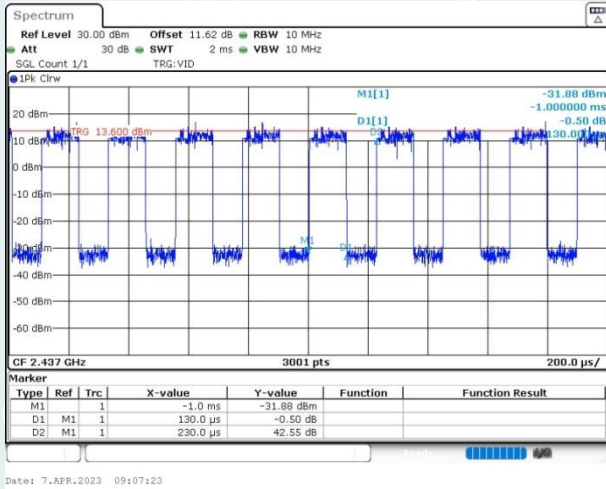 Spectrum
Ref Level 30.00 dBm Offset 11.62 dB RBW 10 MHz
Att 30 dB SWT 2 ms VBW 10 MHz
SGL Count 1/1 TRG:VID
1Pk Clrw
M1[1] -31.88 dBm
-1.000000 ms
20 dBm
D1[1] -0.50 dB
TRG 13.600 dBm
D2
130.00
10 dBm
0 dBm
-10 dBm
-20 dBm
M1
D1
-40 dBm
-50 dBm
-60 dBm
CF 2.437 GHz 3001 pts 200.0 µs/
Marker
Type Ref Trc X-value Y-value Function Function Result
M1 1 -1.0 ms -31.88 dBm
D1 M1 1 130.0 µs -0.50 dB
D2 M1 1 230.0 µs 42.55 dB
Ready
Date: 7.APR.2023 09:07:23